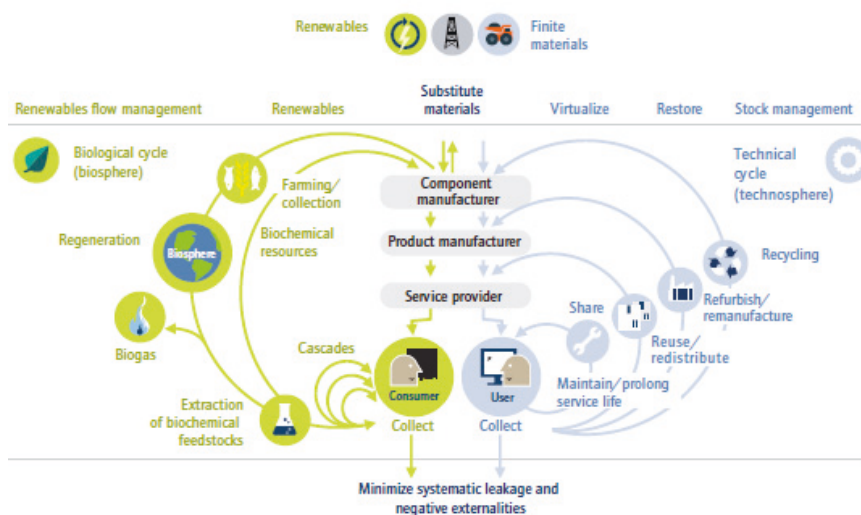 Renewables
Finite
materials
Renewables flow management
Renewables
Substitute
materials
Virtualize
Restore
Stock management
Biological cycle
(biosphere)
Technical
cycle
(technosphere)
Farming/
collection
Component
manufacturer
Biochemical
resources
Regeneration
Biosphere
Product manufacturer
Recycling
Service provider
Share
Refurbish/
remanufacture
Biogas
Cascades
Reuse/
redistribute
Consumer
User
Maintain/prolong
service life
Extraction
of biochemical
feedstocks
Collect
Collect
Minimize systematic leakage and
negative externalities